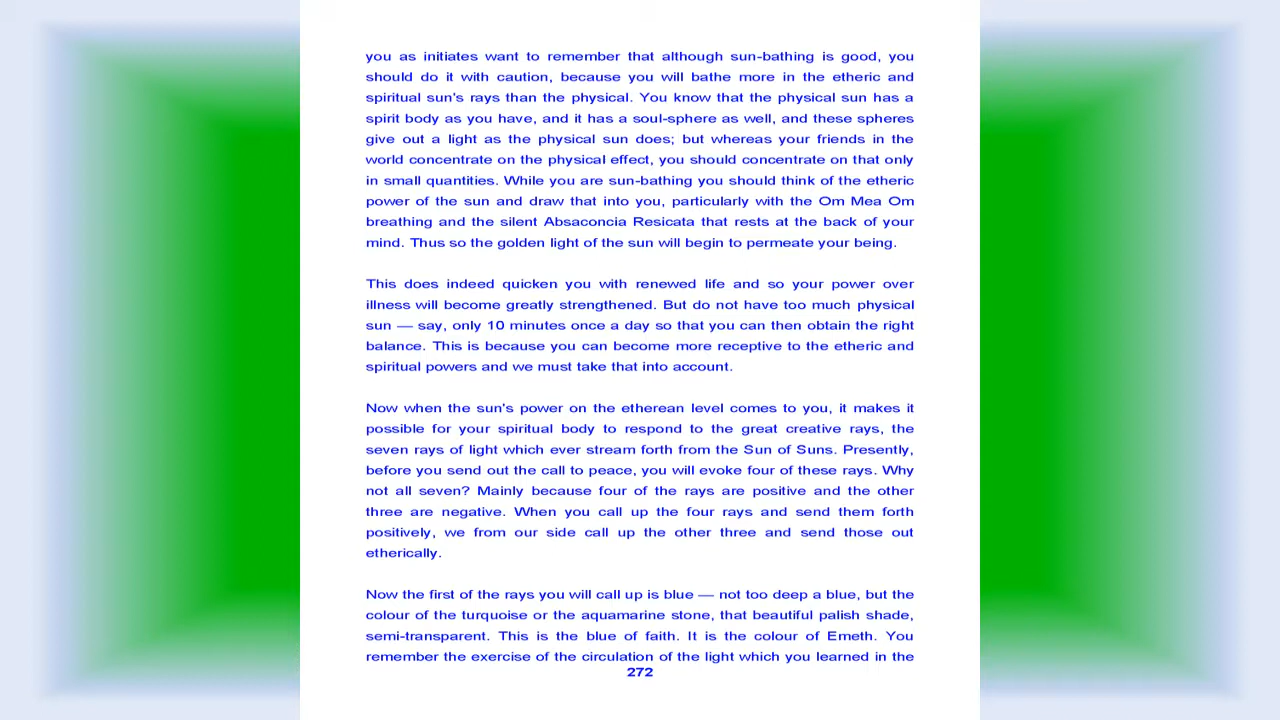 you as initiates want to remember that although sun-bathing is good, you
should do it with caution, because you will bathe more in the etheric and
spiritual sun's rays than the physical. You know that the physical sun has a
spirit body as you have, and it has a soul-sphere as well, and these spheres
give out a light as the physical sun does; but whereas your friends in the
world concentrate on the physical effect, you should concentrate on that only
in small quantities. While you are sun-bathing you should think of the etheric
power of the sun and draw that into you, particularly with the Om Mea Om
breathing and the silent Absaconcia Resicata that rests at the back of your
mind. Thus so the golden light of the sun will begin to permeate your being.
This does indeed quicken you with renewed life and so your power over
illness will become greatly strengthened. But do not have too much physical
sun — say, only 10 minutes once a day so that you can then obtain the right
balance. This is because you can become more receptive to the etheric and
spiritual powers and we must take that into account.
Now when the sun's power on the etherean level comes to you, it makes it
possible for your spiritual body to respond to the great creative rays, the
seven rays of light which ever stream forth from the Sun of Suns. Presently,
before you send out the call to peace, you will evoke four of these rays. Why
not all seven? Mainly because four of the rays are positive and the other
three are negative. When you call up the four rays and send them forth
positively, we from our side call up the other three and send those out
etherically.
Now the first of the rays you will call up is blue — not too deep a blue, but the
colour of the turquoise or the aquamarine stone, that beautiful palish shade,
semi-transparent. This is the blue of faith. It is the colour of Emeth. You
remember the exercise of the circulation of the light which you learned in the
272